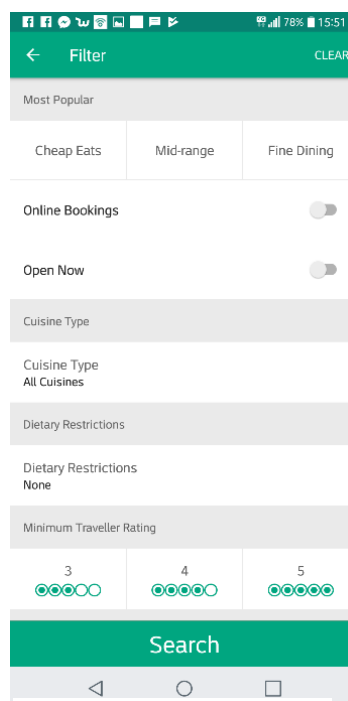 78% 15:51
Filter CLEAR
Most Popular
Cheap Eats Mid-range Fine Dining
Online Bookings
Open Now
Cuisine Type
Cuisine Type
All Cuisines
Dietary Restrictions
Dietary Restrictions
None
Minimum Traveller Rating
3 4 5
Search